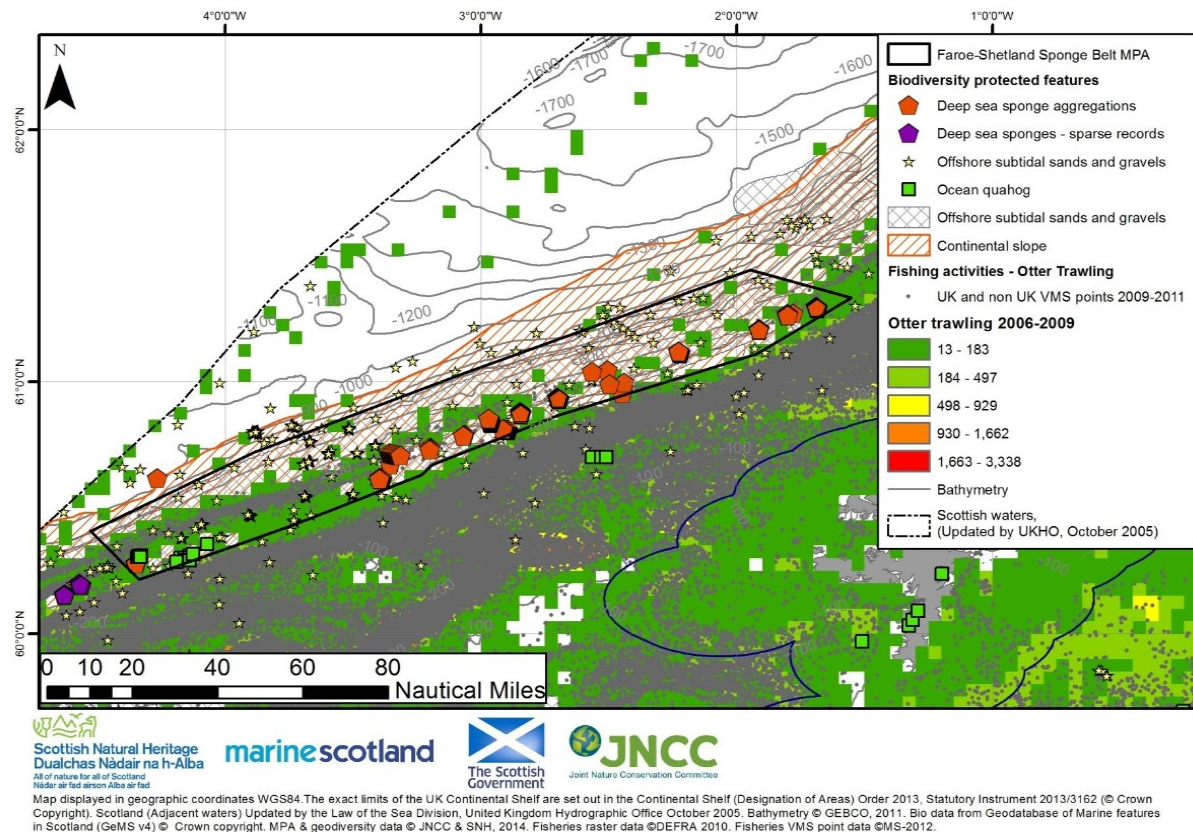 4°0'0"W 3°0'0"W 2°0'0"W 1°0'0"W
N
62°0'0"N
61°0'0"N
60°0'0"N
-1600
-1700
-1700
-1700
-1600
-1500
-1100
-1100
-1200
-1000
-100
-100
-200
-200
-100
-100
-100
Faroe-Shetland Sponge Belt MPA
Biodiversity protected features
Deep sea sponge aggregations
Deep sea sponges - sparse records
Offshore subtidal sands and gravels
Ocean quahog
Offshore subtidal sands and gravels
Continental slope
Fishing activities - Otter Trawling
UK and non UK VMS points 2009-2011
Otter trawling 2006-2009
13 - 183
184 - 497
498 - 929
930 - 1,662
1,663 - 3,338
Bathymetry
Scottish waters,
(Updated by UKHO, October 2005)
0 10 20 40 60 80
Nautical Miles
Scottish Natural Heritage
Dualchas Nàdair na h-Alba
All of nature for all of Scotland
Nàdar air fad airson Alba air fad
marinescotland
The Scottish
Government
JNCC
Joint Nature Conservation Committee
Map displayed in geographic coordinates WGS84.The exact limits of the UK Continental Shelf are set out in the Continental Shelf (Designation of Areas) Order 2013, Statutory Instrument 2013/3162 (© Crown
Copyright). Scotland (Adjacent waters) Updated by the Law of the Sea Division, United Kingdom Hydrographic Office October 2005. Bathymetry © GEBCO, 2011. Bio data from Geodatabase of Marine features
in Scotland (GeMS v4) © Crown copyright. MPA & geodiversity data © JNCC & SNH, 2014. Fisheries raster data ©DEFRA 2010. Fisheries VMS point data ©MS-2012.